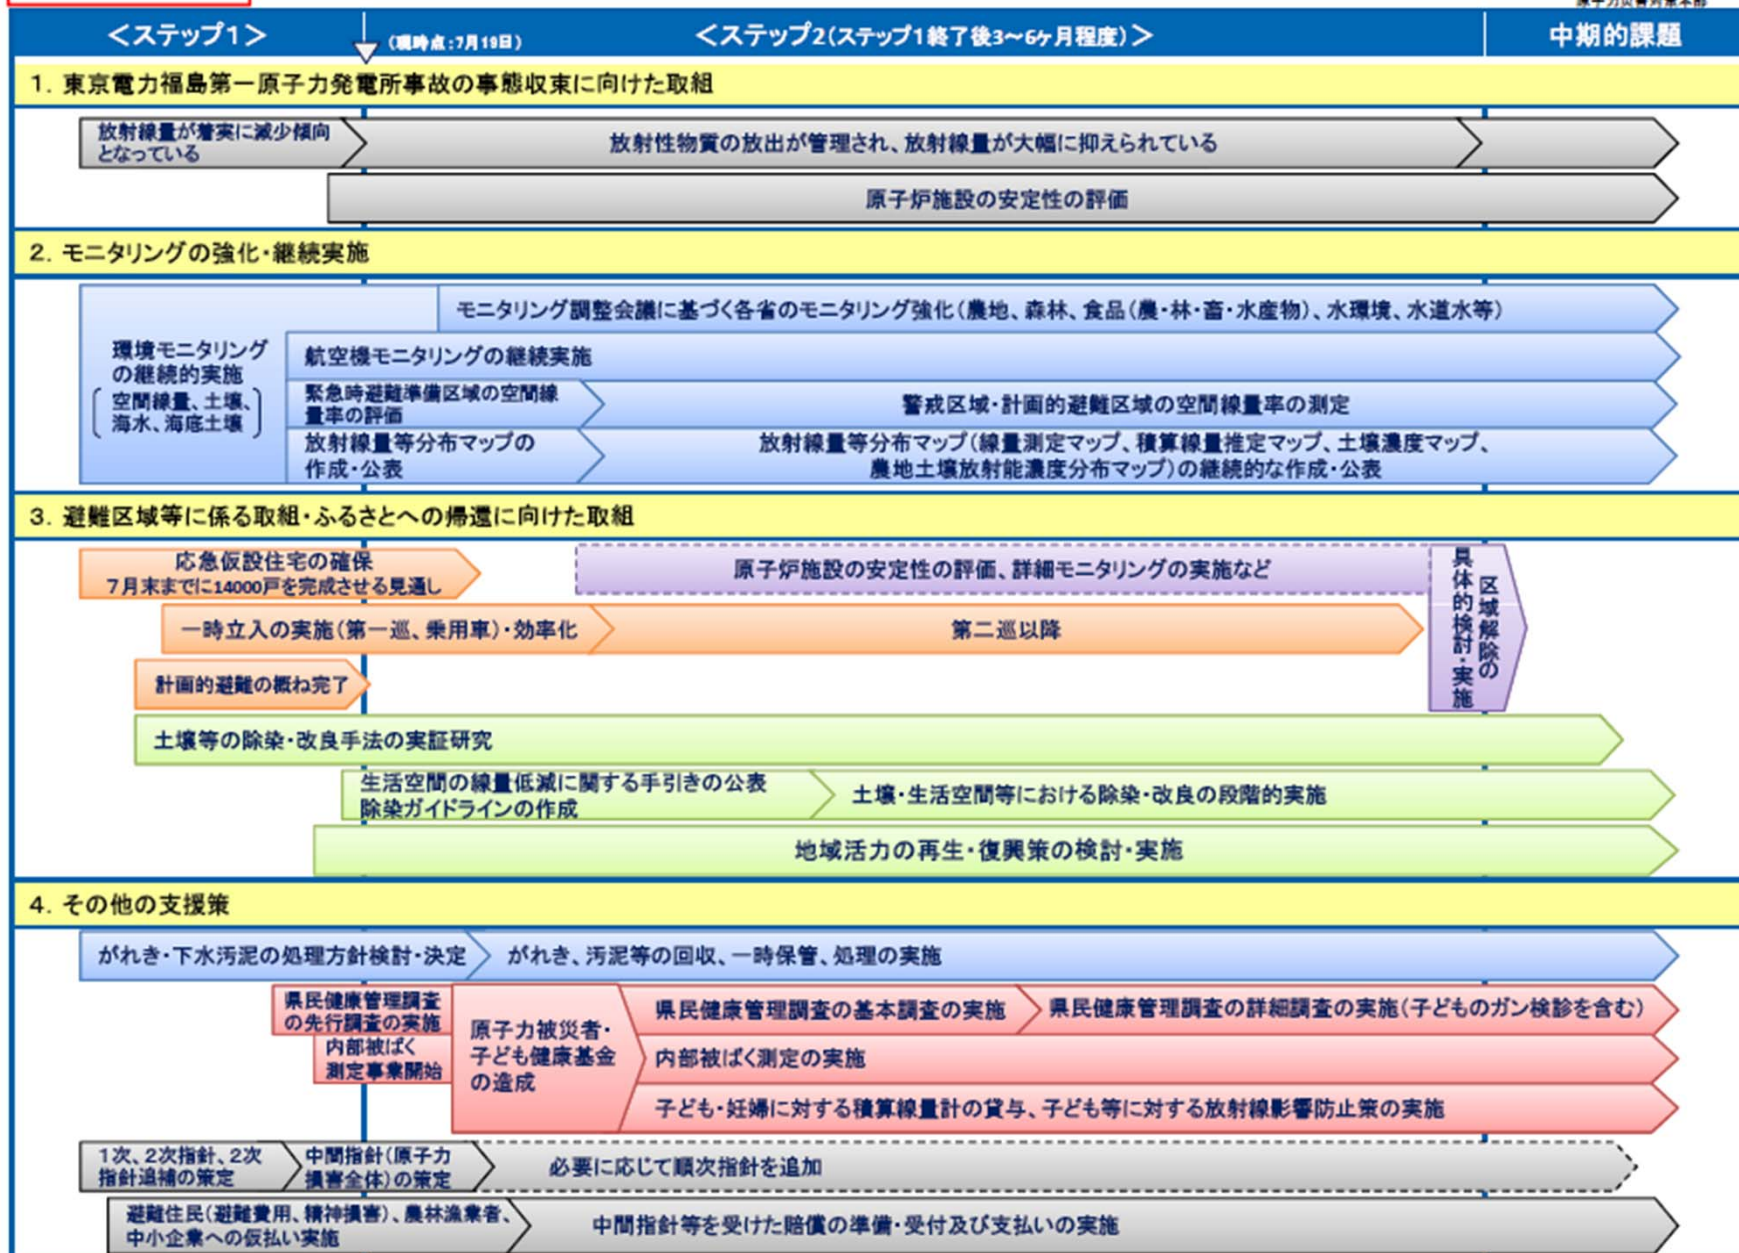 原子力災害対策本部
＜ステップ1＞
（現時点：7月19日）
＜ステップ2（ステップ1終了後3～6ヶ月程度）＞
中期的課題
1．東京電力福島第一原子力発電所事故の事態収束に向けた取組
放射線量が着実に減少傾向
となっている
放射性物質の放出が管理され、放射線量が大幅に抑えられている
原子炉施設の安定性の評価
2．モニタリングの強化・継続実施
モニタリング調整会議に基づく各省のモニタリング強化（農地、森林、食品（農・林・畜・水産物）、水環境、水道水等）
環境モニタリング
の継続的実施
空間線量、土壌、
海水、海底土壌
航空機モニタリングの継続実施
緊急時避難準備区域の空間線
量率の評価
警戒区域・計画的避難区域の空間線量率の測定
放射線量等分布マップの
作成・公表
放射線量等分布マップ（線量測定マップ、積算線量推定マップ、土壌濃度マップ、
農地土壌放射能濃度分布マップ）の継続的な作成・公表
3．避難区域等に係る取組・ふるさとへの帰還に向けた取組
応急仮設住宅の確保
7月末までに14000戸を完成させる見通し
原子炉施設の安定性の評価、詳細モニタリングの実施など
区域解除の
具体的検討・実施
一時立入の実施（第一巡、乗用車）・効率化
第二巡以降
計画的避難の概ね完了
土壌等の除染・改良手法の実証研究
生活空間の線量低減に関する手引きの公表
除染ガイドラインの作成
土壌・生活空間等における除染・改良の段階的実施
地域活力の再生・復興策の検討・実施
4．その他の支援策
がれき・下水汚泥の処理方針検討・決定
がれき、汚泥等の回収、一時保管、処理の実施
県民健康管理調査
の先行調査の実施
内部被ばく
測定事業開始
原子力被災者・
子ども健康基金
の造成
県民健康管理調査の基本調査の実施
県民健康管理調査の詳細調査の実施（子どものガン検診を含む）
内部被ばく測定の実施
子ども・妊婦に対する積算線量計の貸与、子ども等に対する放射線影響防止策の実施
1次、2次指針、2次
指針追補の策定
中間指針（原子力
損害全体）の策定
必要に応じて順次指針を追加
避難住民（避難費用、精神損害）、農林漁業者、
中小企業への仮払い実施
中間指針等を受けた賠償の準備・受付及び支払いの実施